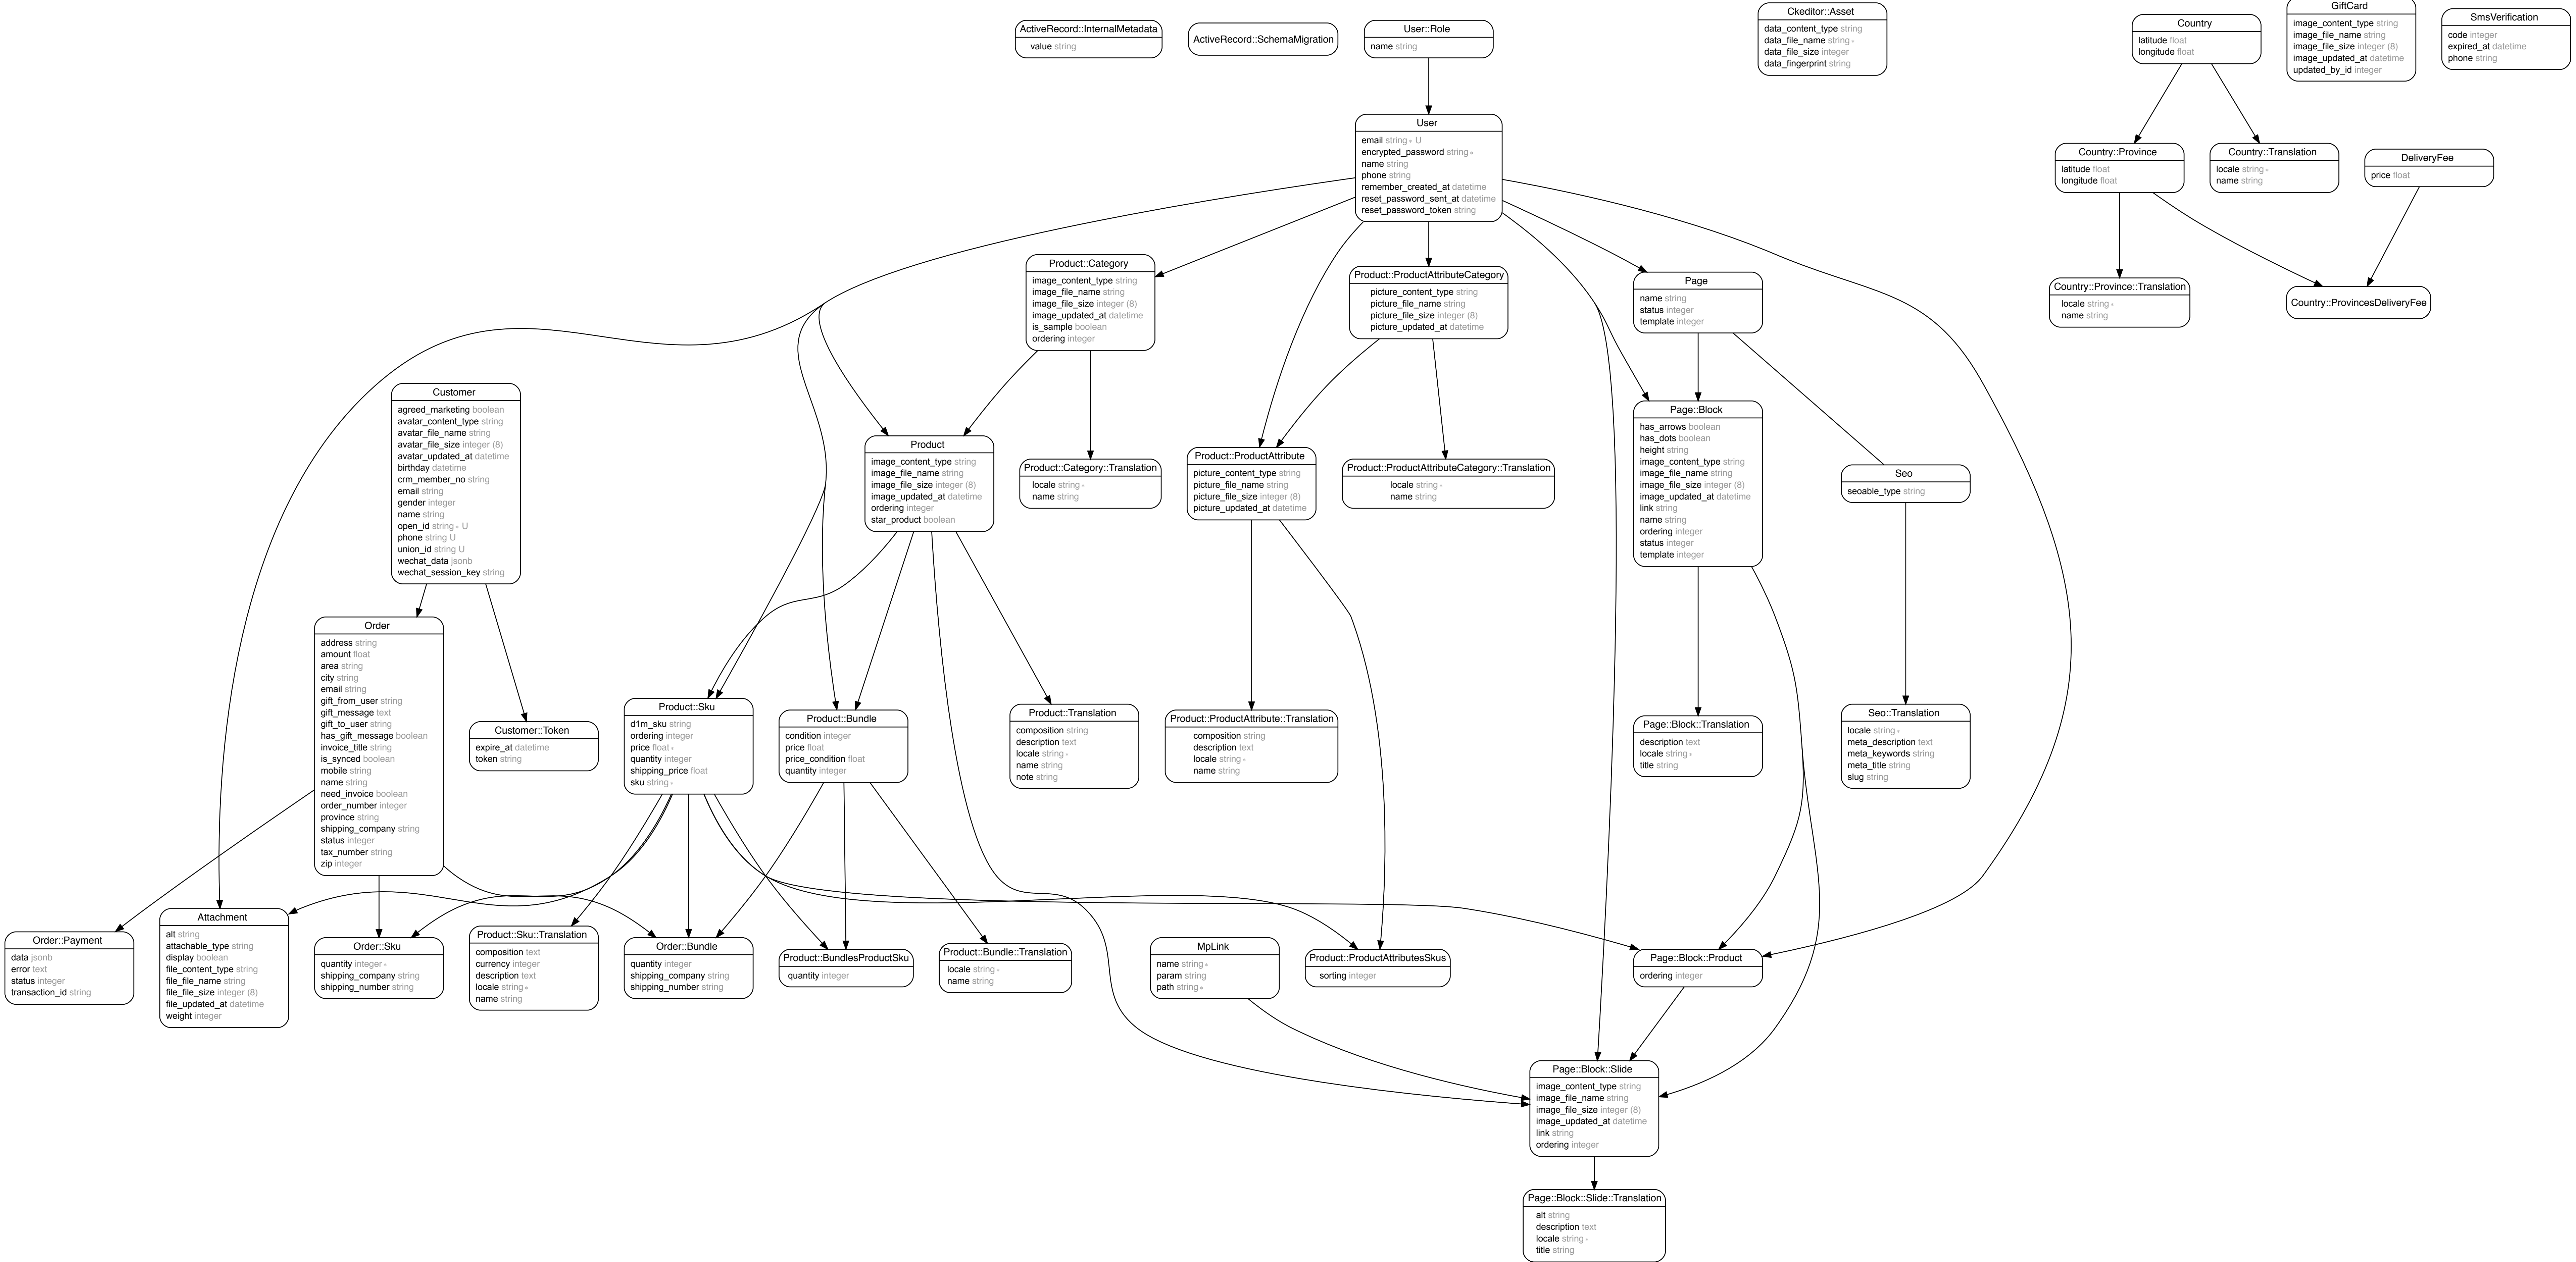 ActiveRecord::InternalMetadata
value string
ActiveRecord::SchemaMigration
User::Role
name string
Ckeditor::Asset
data_content_type string
data_file_name string *
data_file_size integer
data_fingerprint string
Country
latitude float
longitude float
GiftCard
image_content_type string
image_file_name string
image_file_size integer (8)
image_updated_at datetime
updated_by_id integer
SmsVerification
code integer
expired_at datetime
phone string
User
email string * U
encrypted_password string *
name string
phone string
remember_created_at datetime
reset_password_sent_at datetime
reset_password_token string
Country::Province
latitude float
longitude float
Country::Translation
locale string *
name string
DeliveryFee
price float
Product::Category
image_content_type string
image_file_name string
image_file_size integer (8)
image_updated_at datetime
is_sample boolean
ordering integer
Product::ProductAttributeCategory
picture_content_type string
picture_file_name string
picture_file_size integer (8)
picture_updated_at datetime
Page
name string
status integer
template integer
Country::Province::Translation
locale string *
name string
Country::ProvincesDeliveryFee
Customer
agreed_marketing boolean
avatar_content_type string
avatar_file_name string
avatar_file_size integer (8)
avatar_updated_at datetime
birthday datetime
crm_member_no string
email string
gender integer
name string
open_id string * U
phone string U
union_id string U
wechat_data jsonb
wechat_session_key string
Product
image_content_type string
image_file_name string
image_file_size integer (8)
image_updated_at datetime
ordering integer
star_product boolean
Product::Category::Translation
locale string *
name string
Product::ProductAttribute
picture_content_type string
picture_file_name string
picture_file_size integer (8)
picture_updated_at datetime
Product::ProductAttributeCategory::Translation
locale string *
name string
Page::Block
has_arrows boolean
has_dots boolean
height string
image_content_type string
image_file_name string
image_file_size integer (8)
image_updated_at datetime
link string
name string
ordering integer
status integer
template integer
Seo
seoable_type string
Order
address string
amount float
area string
city string
email string
gift_from_user string
gift_message text
gift_to_user string
has_gift_message boolean
invoice_title string
is_synced boolean
mobile string
name string
need_invoice boolean
order_number integer
province string
shipping_company string
status integer
tax_number string
zip integer
Customer::Token
expire_at datetime
token string
Product::Sku
d1m_sku string
ordering integer
price float *
quantity integer
shipping_price float
sku string *
Product::Bundle
condition integer
price float
price_condition float
quantity integer
Product::Translation
composition string
description text
locale string *
name string
note string
Product::ProductAttribute::Translation
composition string
description text
locale string *
name string
Page::Block::Translation
description text
locale string *
title string
Seo::Translation
locale string *
meta_description text
meta_keywords string
meta_title string
slug string
Order::Payment
data jsonb
error text
status integer
transaction_id string
Attachment
alt string
attachable_type string
display boolean
file_content_type string
file_file_name string
file_file_size integer (8)
file_updated_at datetime
weight integer
Order::Sku
quantity integer *
shipping_company string
shipping_number string
Product::Sku::Translation
composition text
currency integer
description text
locale string *
name string
Order::Bundle
quantity integer
shipping_company string
shipping_number string
Product::BundlesProductSku
quantity integer
Product::Bundle::Translation
locale string *
name string
MpLink
name string *
param string
path string *
Product::ProductAttributesSkus
sorting integer
Page::Block::Product
ordering integer
Page::Block::Slide
image_content_type string
image_file_name string
image_file_size integer (8)
image_updated_at datetime
link string
ordering integer
Page::Block::Slide::Translation
alt string
description text
locale string *
title string